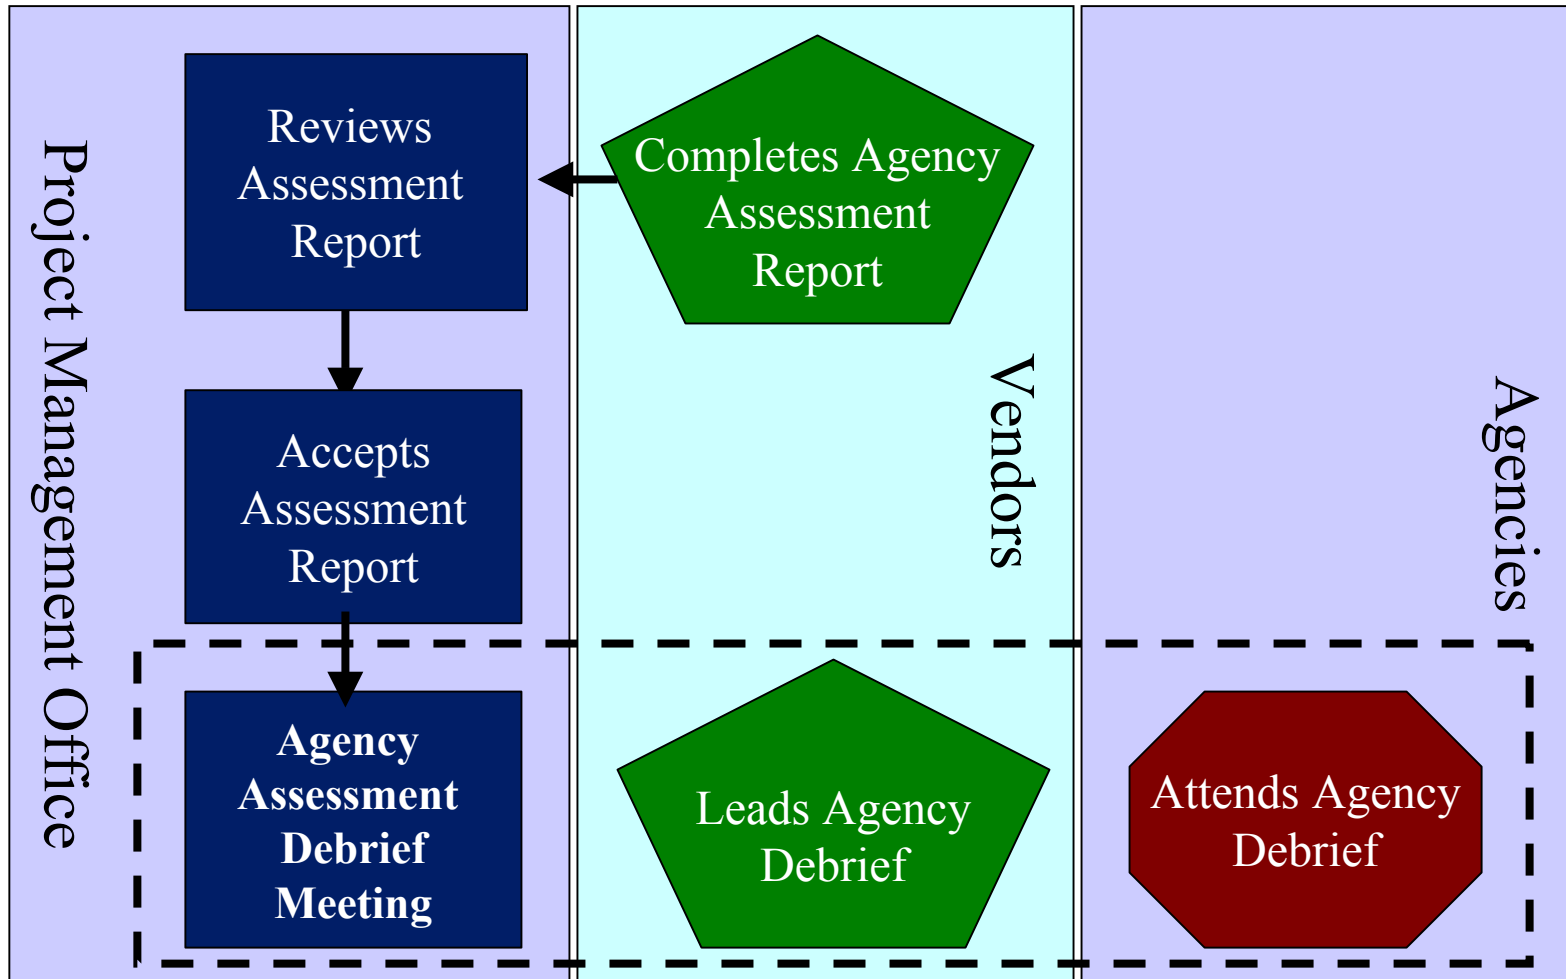 Project Management Office
Reviews
Assessment
Report
Accepts
Assessment
Report
Agency
Assessment
Debrief
Meeting
Completes Agency
Assessment
Report
Vendors
Leads Agency
Debrief
Agencies
Attends Agency
Debrief